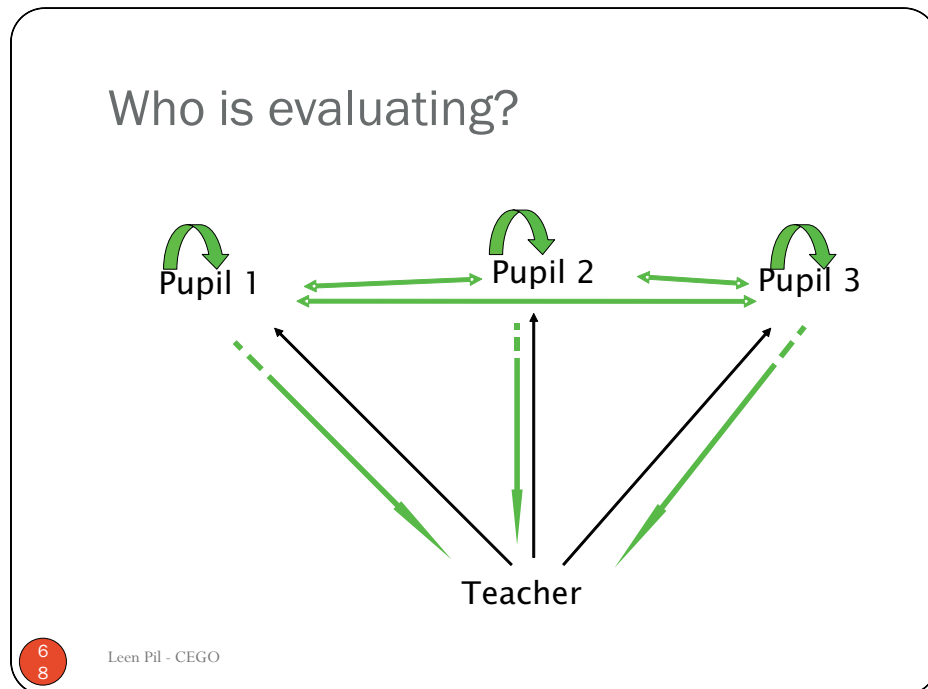 Who is evaluating?
Pupil 1
Pupil 2
Pupil 3
Teacher
6
8
Leen Pil - CEGO